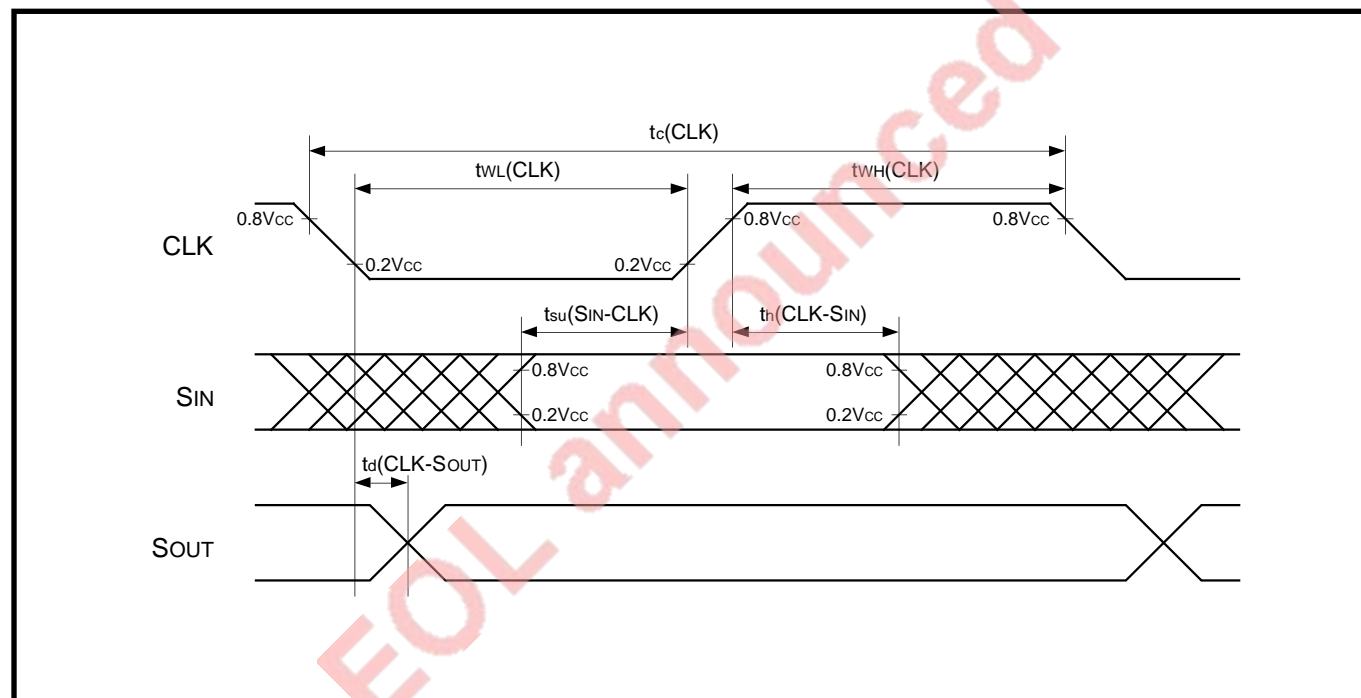 tc(CLK)
tWL(CLK) tWH(CLK)
0.8VCC 0.8VCC 0.8VCC
CLK
0.2VCC 0.2VCC
tsu(SIN-CLK) th(CLK-SIN)
0.8VCC 0.8VCC
SIN
0.2VCC 0.2VCC
td(CLK-SOUT)
SOUT
EOL announced